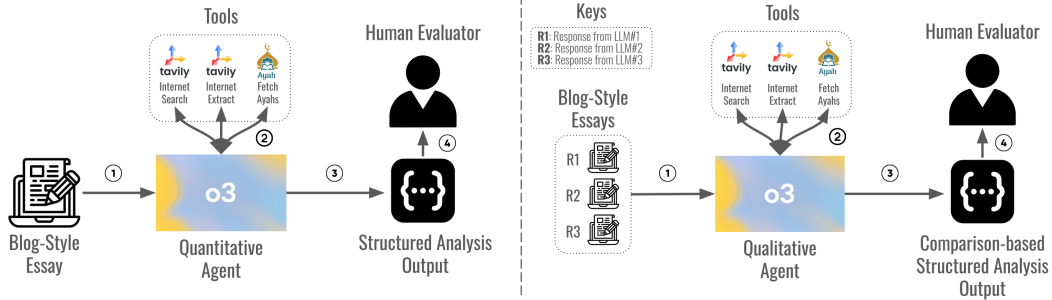 Tools
tavily
Internet
Search
tavily
Internet
Extract
Ayah
Fetch
Ayahs
Human Evaluator
1
2
3
4
o3
{...}
Blog-Style
Essay
Quantitative
Agent
Structured Analysis
Output
Keys
R1: Response from LLM#1
R2: Response from LLM#2
R3: Response from LLM#3
Blog-Style
Essays
R1
R2
R3
Tools
tavily
Internet
Search
tavily
Internet
Extract
Ayah
Fetch
Ayahs
Human Evaluator
1
2
3
4
o3
{...}
Qualitative
Agent
Comparison-based
Structured Analysis
Output